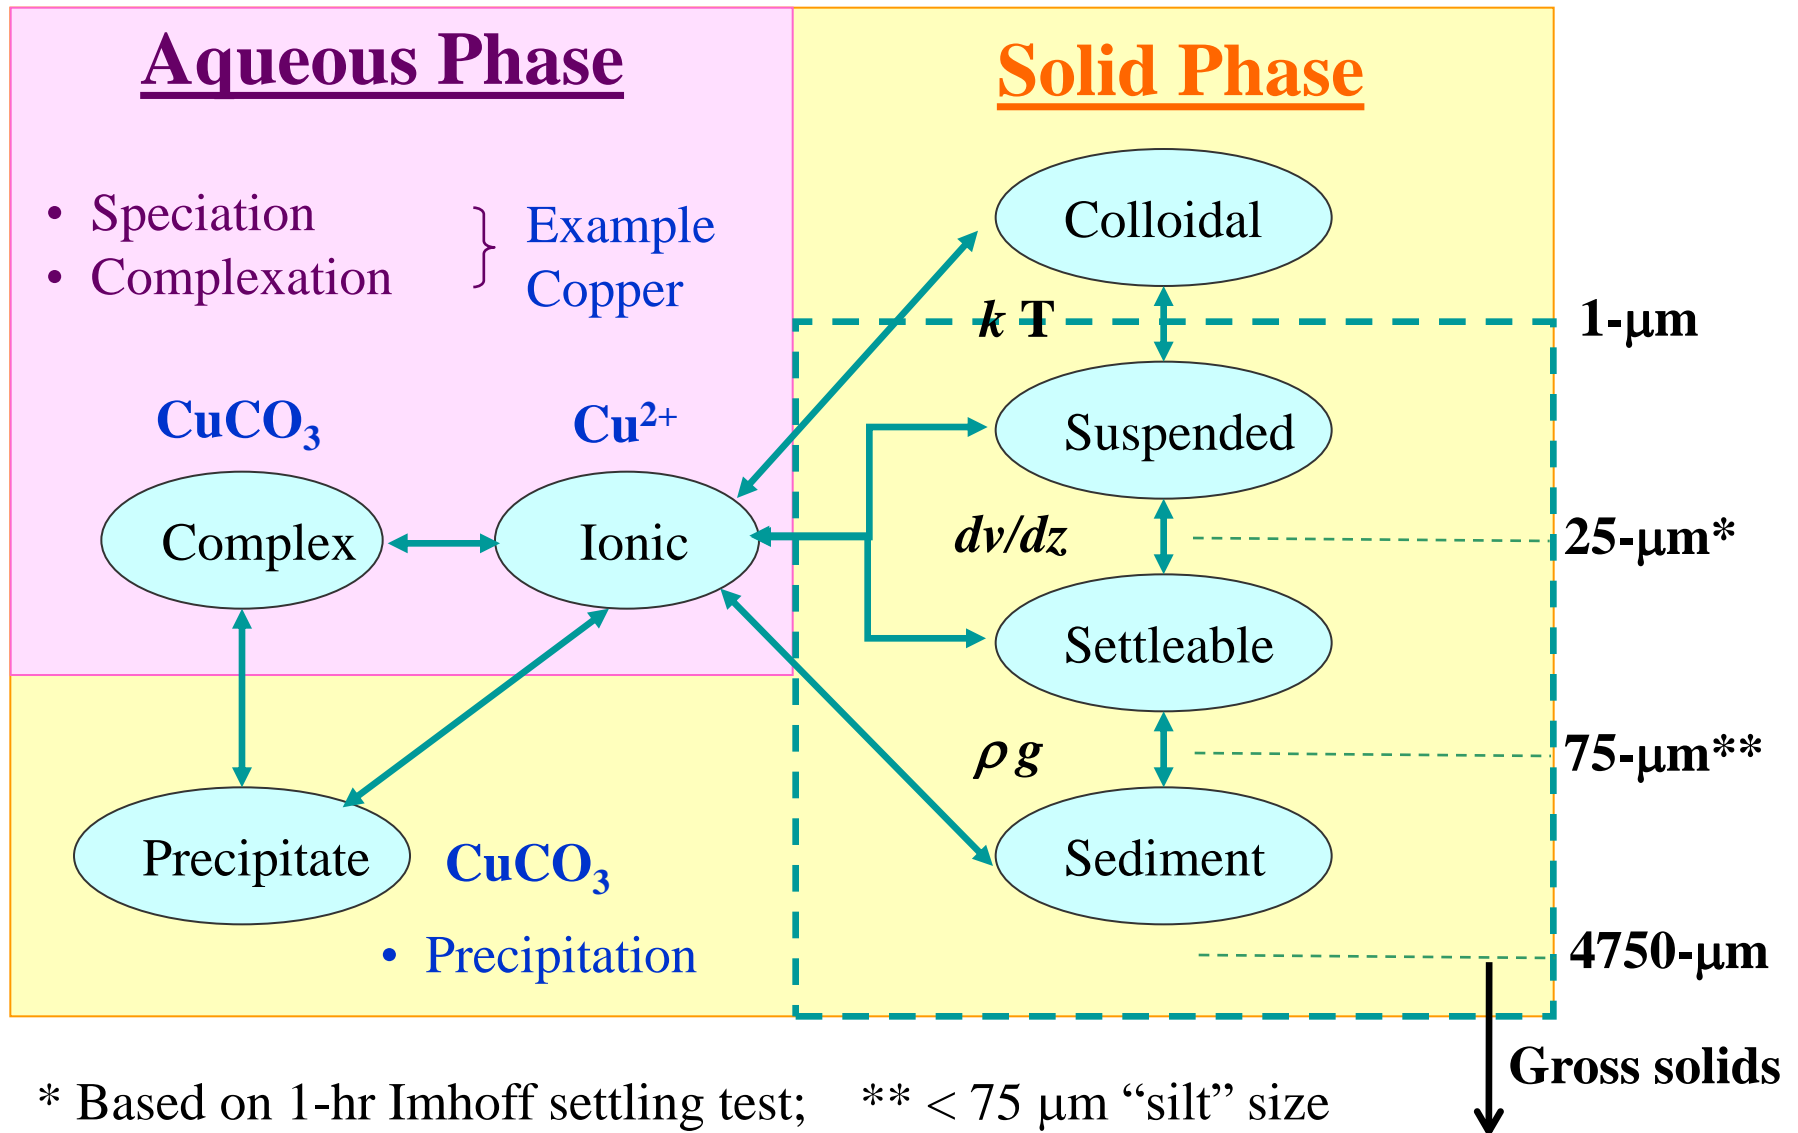 Aqueous Phase
Solid Phase
• Speciation
• Complexation
Example
Copper
Colloidal
k T
1-μm
CuCO₃
Cu²⁺
Suspended
Complex
Ionic
dv/dz
25-μm*
Settleable
ρ g
75-μm**
Precipitate
CuCO₃
Sediment
• Precipitation
4750-μm
Gross solids
* Based on 1-hr Imhoff settling test; ** < 75 μm “silt” size